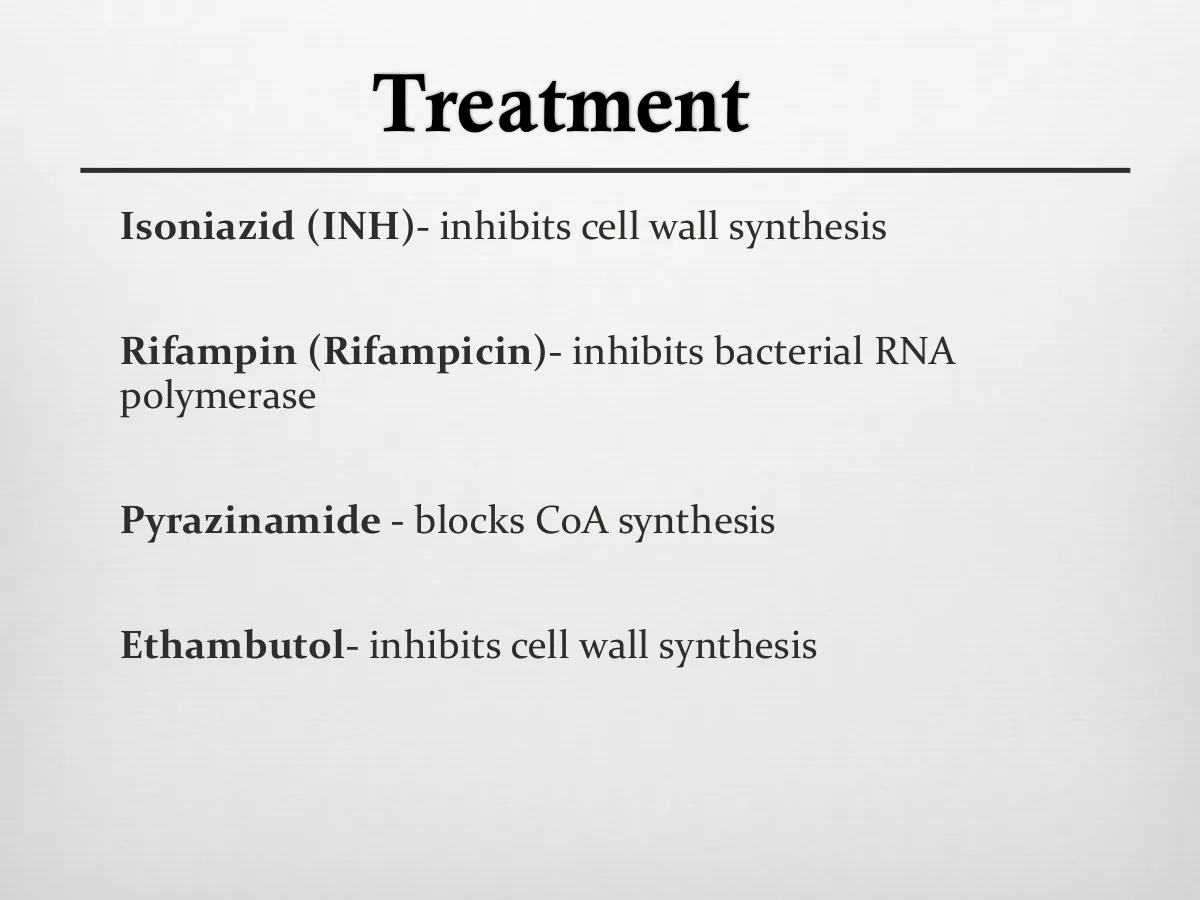 Treatment
Isoniazid (INH)- inhibits cell wall synthesis
Rifampin (Rifampicin)- inhibits bacterial RNA
polymerase
Pyrazinamide - blocks CoA synthesis
Ethambutol- inhibits cell wall synthesis